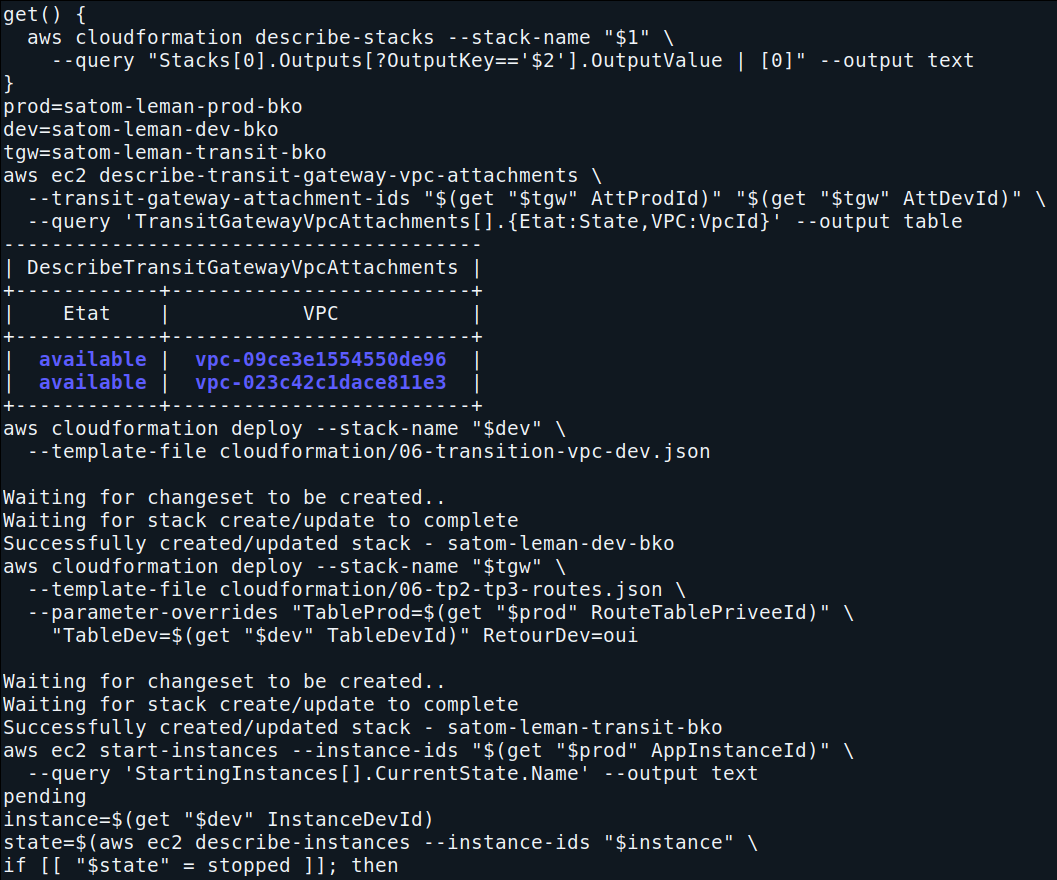 get() {
  aws cloudformation describe-stacks --stack-name "$1" \
    --query "Stacks[0].Outputs[?OutputKey=='$2'].OutputValue | [0]" --output text
}
prod=satom-leman-prod-bko
dev=satom-leman-dev-bko
tgw=satom-leman-transit-bko
aws ec2 describe-transit-gateway-vpc-attachments \
  --transit-gateway-attachment-ids "$(get "$tgw" AttProdId)" "$(get "$tgw" AttDevId)" \
  --query 'TransitGatewayVpcAttachments[].{Etat:State,VPC:VpcId}' --output table
----------------------------------------
| DescribeTransitGatewayVpcAttachments |
+------------+-------------------------+
|    Etat    |           VPC           |
+------------+-------------------------+
|  available |  vpc-09ce3e1554550de96  |
|  available |  vpc-023c42c1dace811e3  |
+------------+-------------------------+
aws cloudformation deploy --stack-name "$dev" \
  --template-file cloudformation/06-transition-vpc-dev.json

Waiting for changeset to be created..
Waiting for stack create/update to complete
Successfully created/updated stack - satom-leman-dev-bko
aws cloudformation deploy --stack-name "$tgw" \
  --template-file cloudformation/06-tp2-tp3-routes.json \
  --parameter-overrides "TableProd=$(get "$prod" RouteTablePriveeId)" \
    "TableDev=$(get "$dev" TableDevId)" RetourDev=oui

Waiting for changeset to be created..
Waiting for stack create/update to complete
Successfully created/updated stack - satom-leman-transit-bko
aws ec2 start-instances --instance-ids "$(get "$prod" AppInstanceId)" \
  --query 'StartingInstances[].CurrentState.Name' --output text
pending
instance=$(get "$dev" InstanceDevId)
state=$(aws ec2 describe-instances --instance-ids "$instance" \
if [[ "$state" = stopped ]]; then